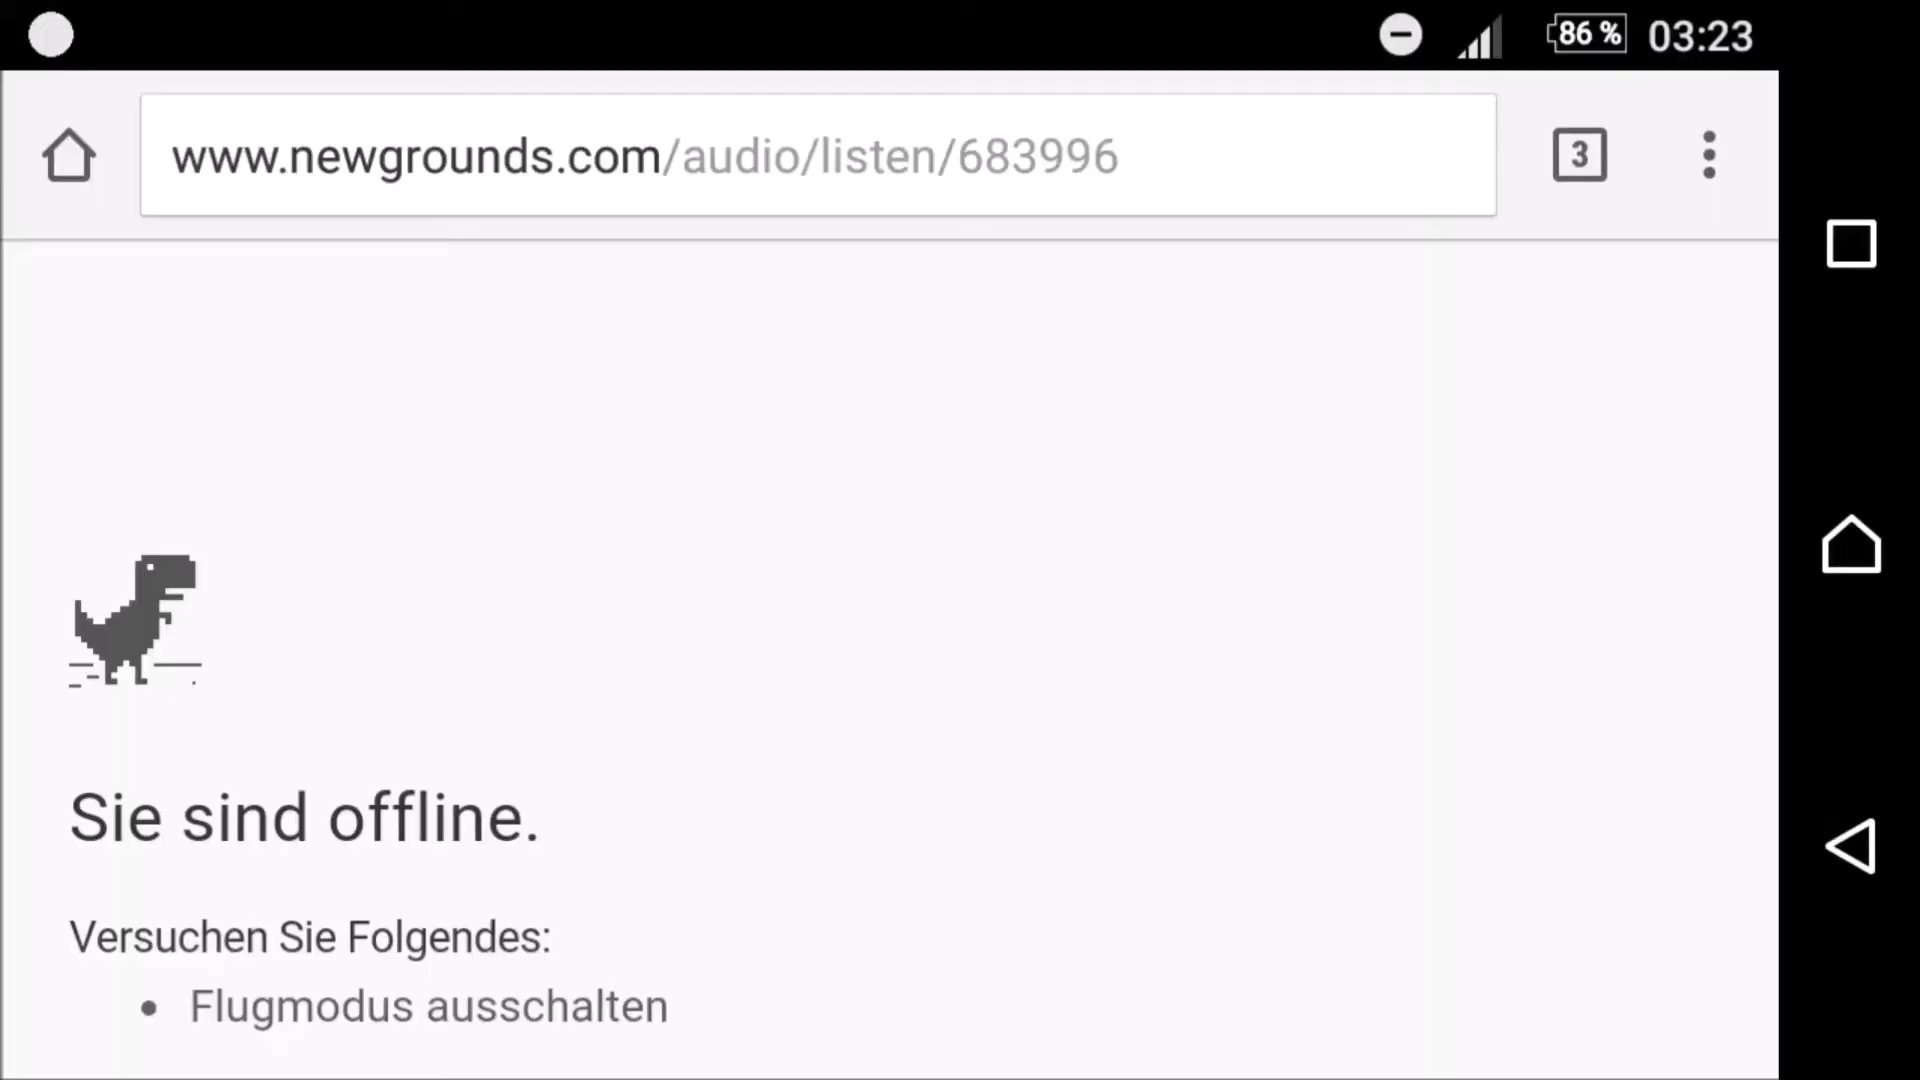 86 % 03:23
www.newgrounds.com/audio/listen/683996
3
Sie sind offline.
Versuchen Sie Folgendes:
• Flugmodus ausschalten